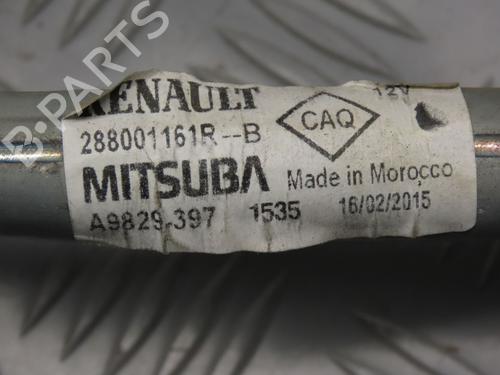 B-PARTS
RENAULT
12V
288001161R--B
CAQ
MITSUBA
Made in Morocco
A9829-397 1535 16/02/2015